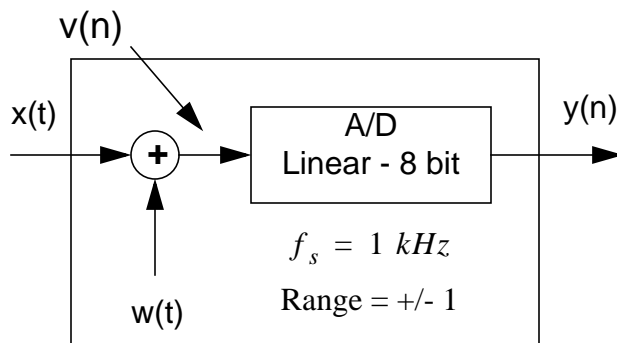 v(n)
x(t)
+
A/D
Linear - 8 bit
y(n)
f_s = 1 kHz
w(t)
Range = +/- 1